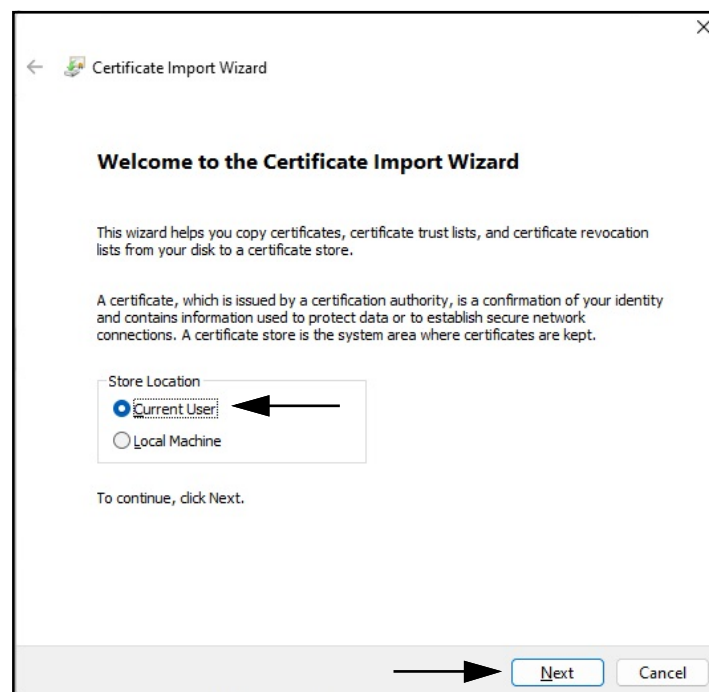 Certificate Import Wizard
Welcome to the Certificate Import Wizard
This wizard helps you copy certificates, certificate trust lists, and certificate revocation
lists from your disk to a certificate store.
A certificate, which is issued by a certification authority, is a confirmation of your identity
and contains information used to protect data or to establish secure network
connections. A certificate store is the system area where certificates are kept.
Store Location
Current User
Local Machine
To continue, click Next.
Next Cancel